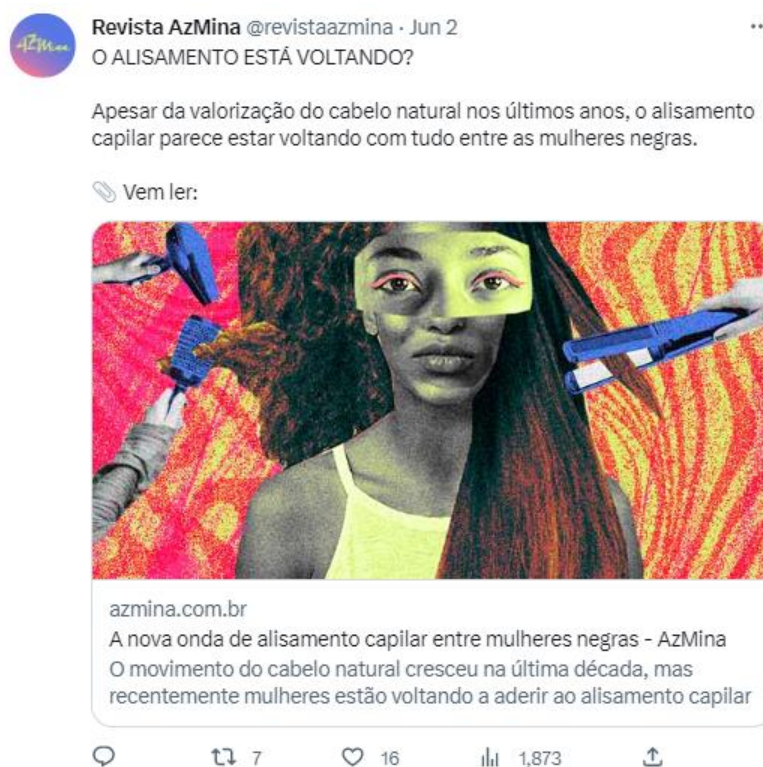 Revista AzMina @revistaazmina · Jun 2
O ALISAMENTO ESTÁ VOLTANDO?
Apesar da valorização do cabelo natural nos últimos anos, o alisamento
capilar parece estar voltando com tudo entre as mulheres negras.
Vem ler:
azmina.com.br
A nova onda de alisamento capilar entre mulheres negras - AzMina
O movimento do cabelo natural cresceu na última década, mas
recentemente mulheres estão voltando a aderir ao alisamento capilar
7 16 1,873